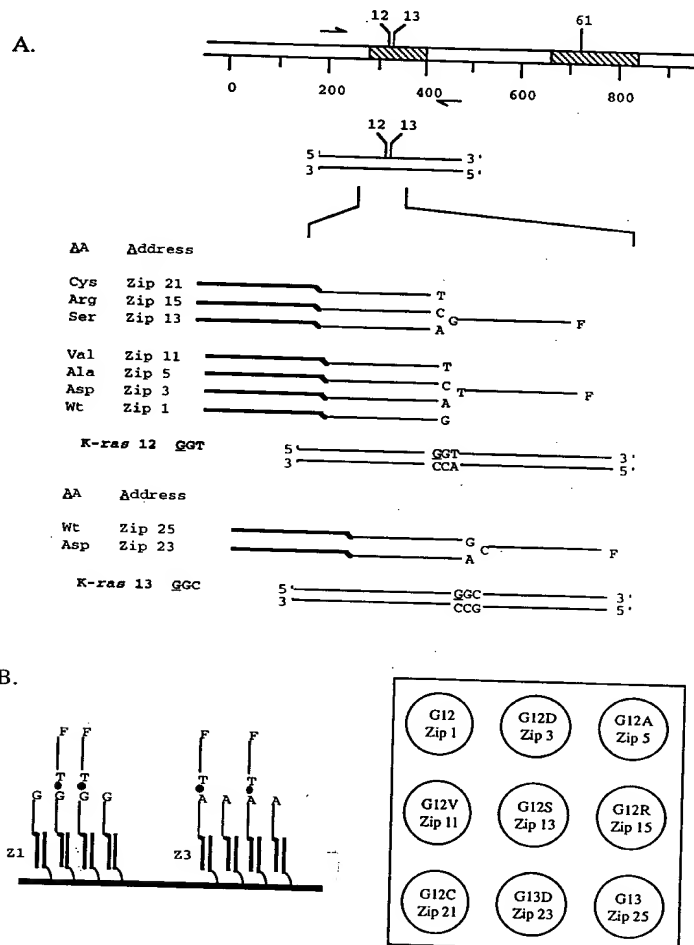 A.
12 13
61
0 200 400 600 800
12 13
5' 3'
3 5'
AA Address
Cys Zip 21 T
Arg Zip 15 C
Ser Zip 13 A G F
Val Zip 11 T
Ala Zip 5 C
Asp Zip 3 A T F
Wt Zip 1 G
K-ras 12 GGT 5' GGT 3'
3 CCA 5'
AA Address
Wt Zip 25 G
Asp Zip 23 A C F
K-ras 13 GGC 5' GGC 3'
3 CCG 5'
B.
F F F F
T T T T
G G G G A A A A
Z1 Z3
G12
Zip 1
G12D
Zip 3
G12A
Zip 5
G12V
Zip 11
G12S
Zip 13
G12R
Zip 15
G12C
Zip 21
G13D
Zip 23
G13
Zip 25